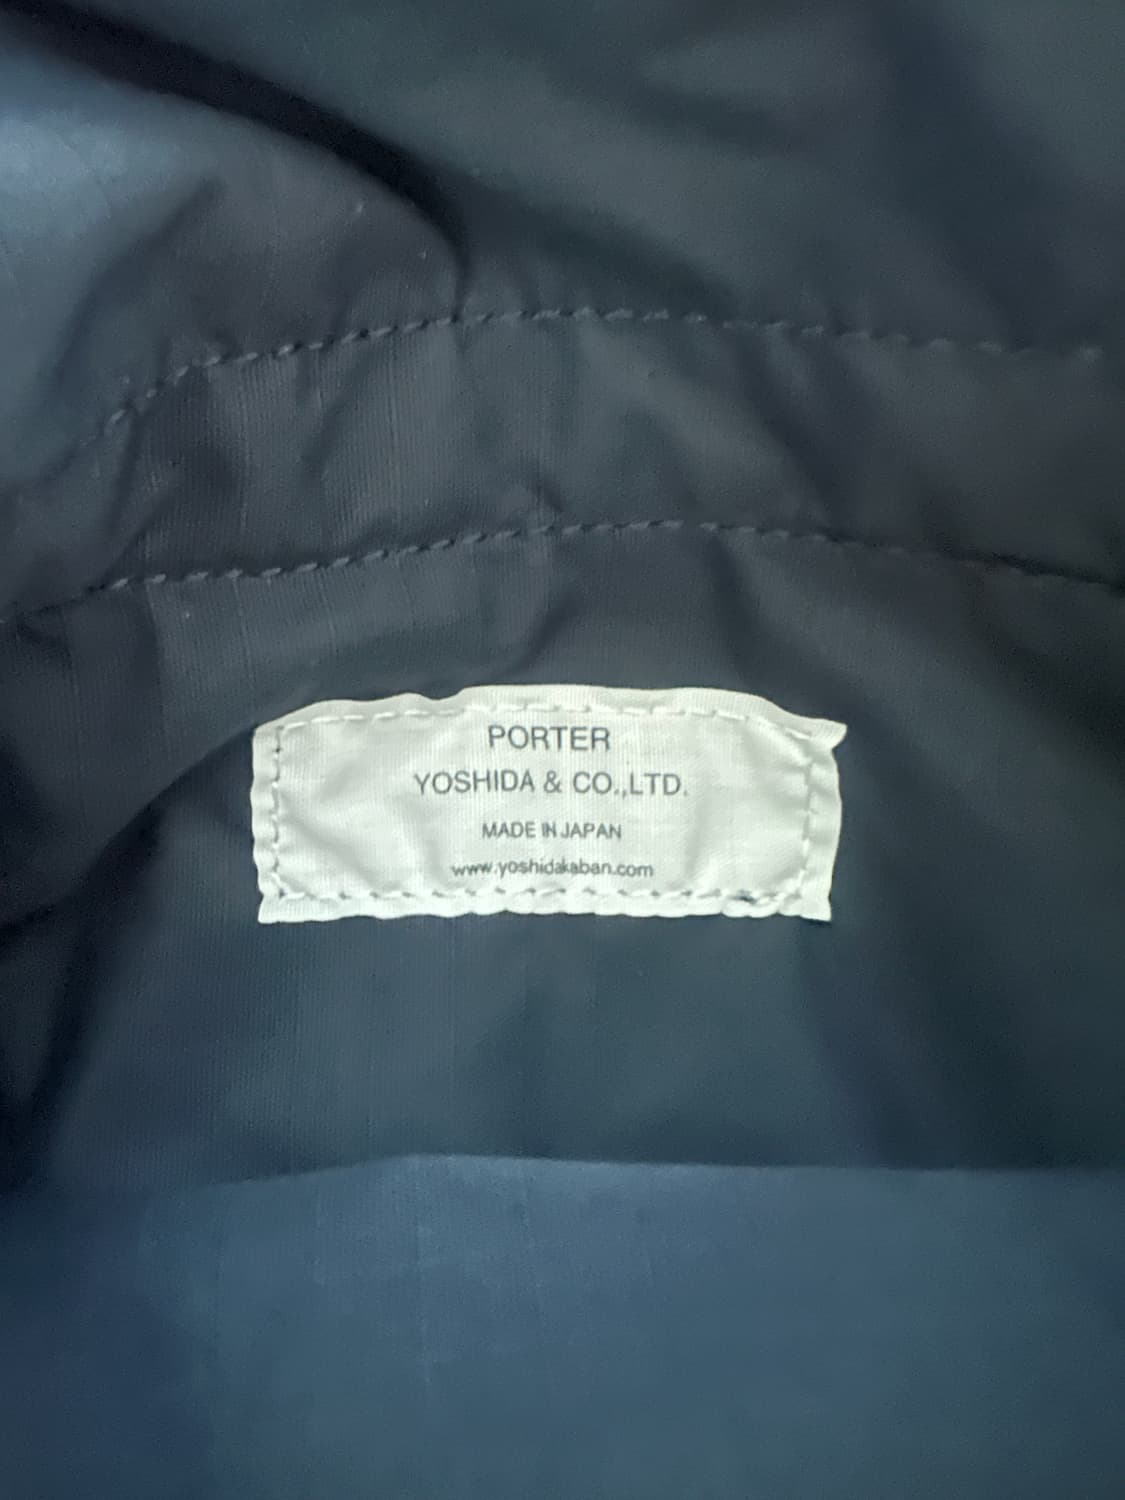 PORTER
YOSHIDA & CO.,LTD.
MADE IN JAPAN
www.yoshidakaban.com